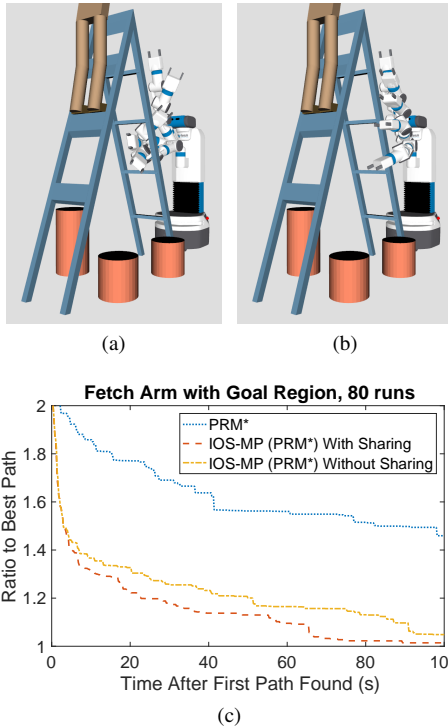 (a)
(b)
Fetch Arm with Goal Region, 80 runs
PRM*
IOS-MP (PRM*) With Sharing
IOS-MP (PRM*) Without Sharing
Ratio to Best Path
2
1.8
1.6
1.4
1.2
1
0
20
40
60
80
100
Time After First Path Found (s)
(c)